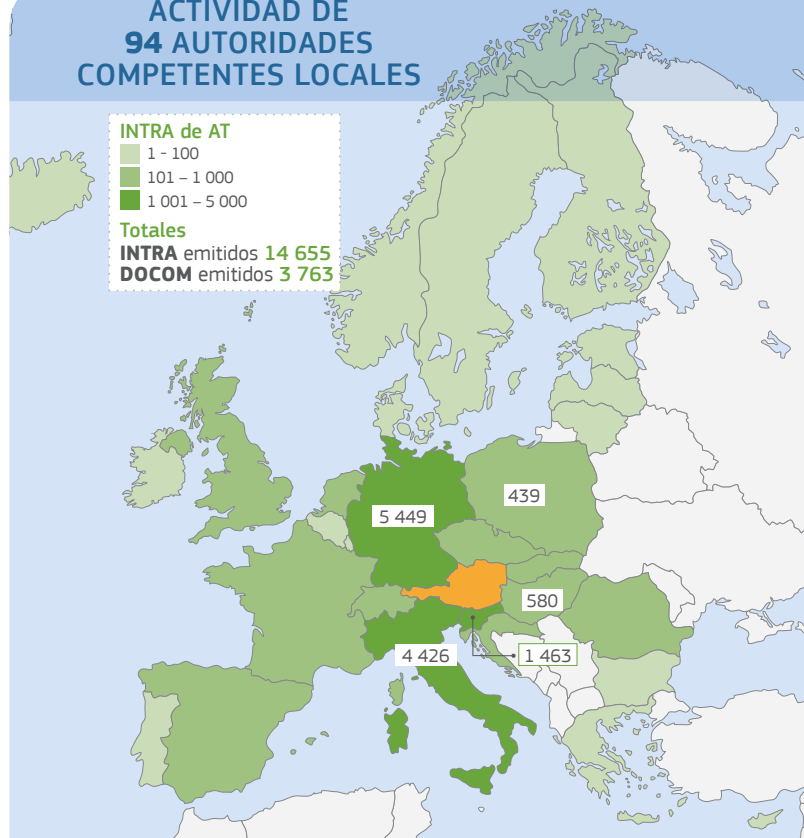 ACTIVIDAD DE
94 AUTORIDADES
COMPETENTES LOCALES
INTRA de AT
1 - 100
101 – 1 000
1 001 – 5 000
Totales
INTRA emitidos 14 655
DOCOM emitidos 3 763
439
5 449
580
4 426
1 463